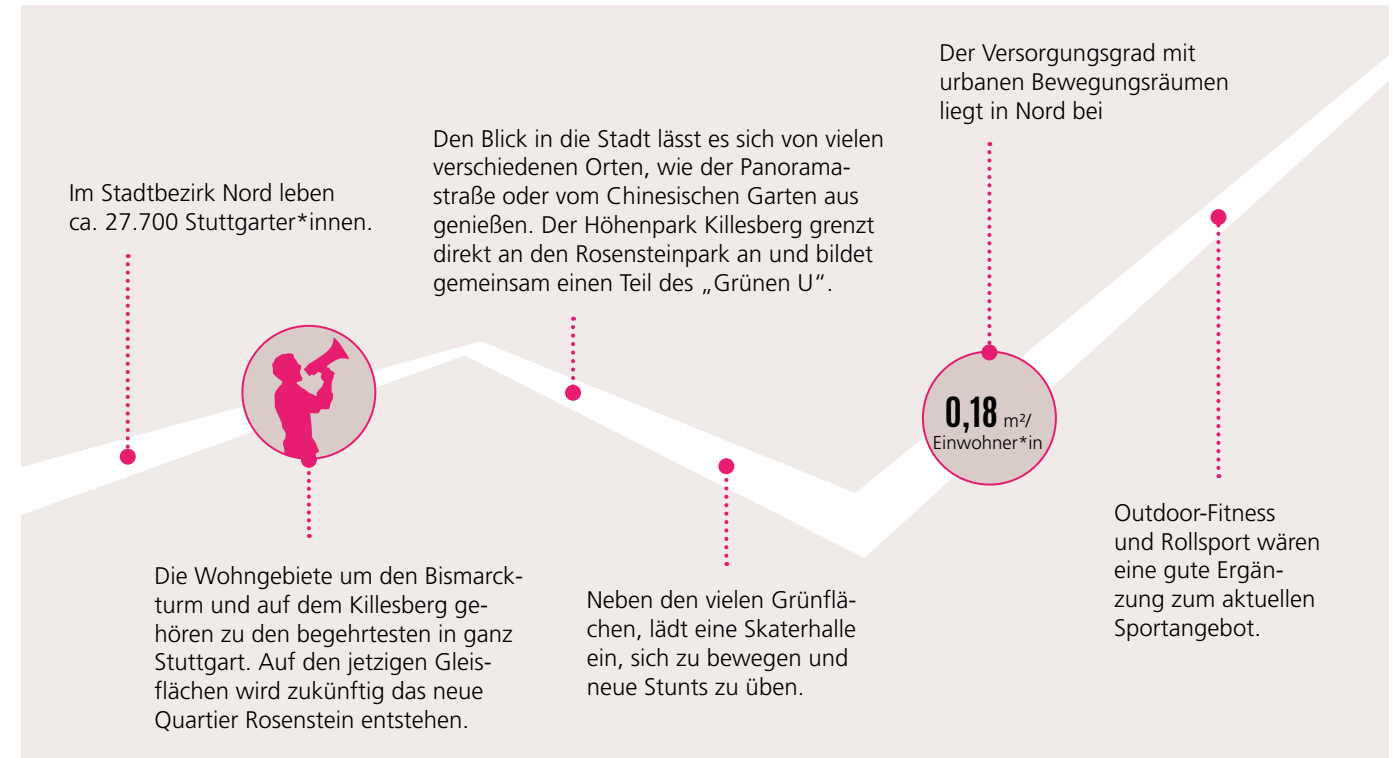 Im Stadtbezirk Nord leben
ca. 27.700 Stuttgarter*innen.
Die Wohngebiete um den Bismarck-
turm und auf dem Killesberg ge-
hören zu den begehrtesten in ganz
Stuttgart. Auf den jetzigen Gleis-
flächen wird zukünftig das neue
Quartier Rosenstein entstehen.
Den Blick in die Stadt lässt es sich von vielen
verschiedenen Orten, wie der Panorama-
straße oder vom Chinesischen Garten aus
genießen. Der Höhenpark Killesberg grenzt
direkt an den Rosensteinpark an und bildet
gemeinsam einen Teil des „Grünen U“.
Neben den vielen Grünflä-
chen, lädt eine Skaterhalle
ein, sich zu bewegen und
neue Stunts zu üben.
Der Versorgungsgrad mit
urbanen Bewegungsräumen
liegt in Nord bei
0,18 m²/
Einwohner*in
Outdoor-Fitness
und Rollsport wären
eine gute Ergän-
zung zum aktuellen
Sportangebot.